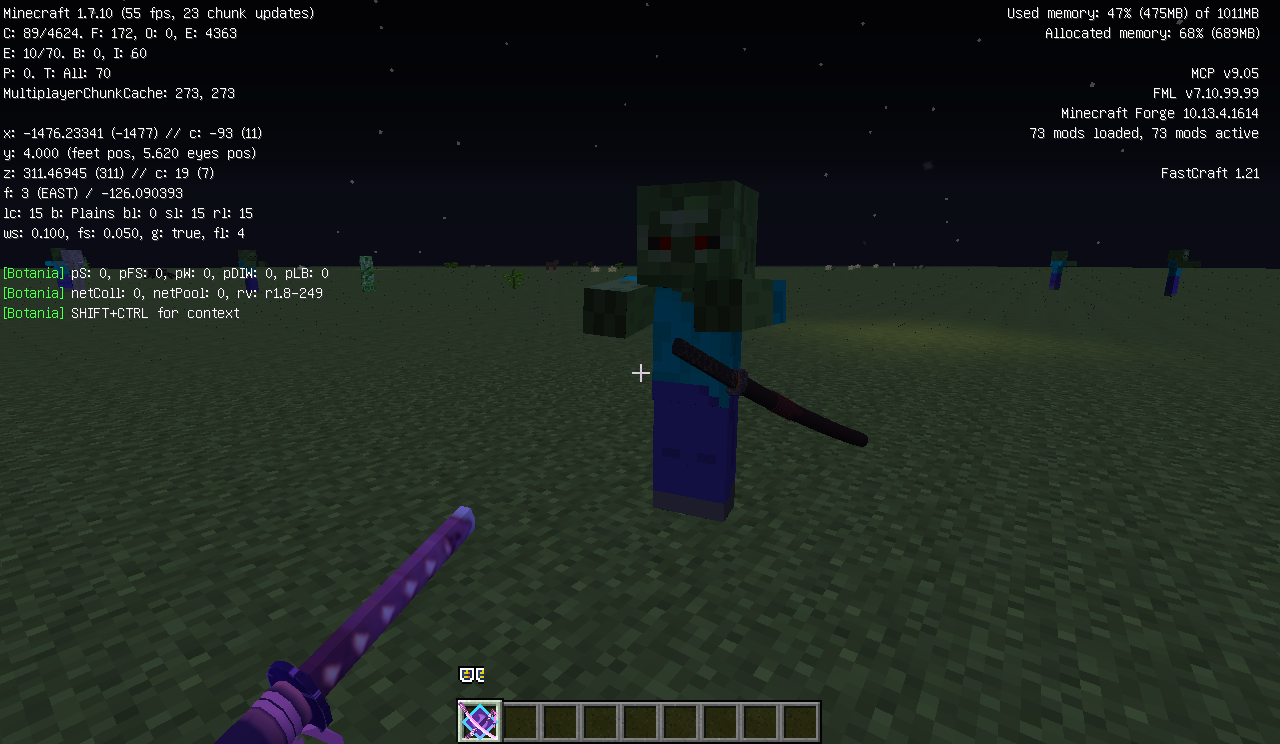 Minecraft 1.7.10 (55 fps, 23 chunk updates)
C: 89/4624. F: 172, O: 0, E: 4363
E: 10/70. B: 0, I: 60
P: 0. T: All: 70
MultiplayerChunkCache: 273, 273
x: -1476.23341 (-1477) // c: -93 (11)
y: 4.000 (feet pos, 5.620 eyes pos)
z: 311.46945 (311) // c: 19 (7)
f: 3 (EAST) / -126.090393
lc: 15 b: Plains bl: 0 sl: 15 rl: 15
ws: 0.100, fs: 0.050, g: true, fl: 4
[Botania] pS: 0, pFS: 0, pW: 0, pDIW: 0, pLB: 0
[Botania] netColl: 0, netPool: 0, rv: r1.8-249
[Botania] SHIFT+CTRL for context
Used memory: 47% (475MB) of 1011MB
Allocated memory: 68% (689MB)
MCP v9.05
FML v7.10.99.99
Minecraft Forge 10.13.4.1614
73 mods loaded, 73 mods active
FastCraft 1.21